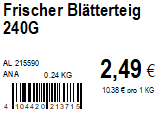 Frischer Blätterteig
240G
AL 215590
ANA 0.24 KG
2,49 €
10.38 € pro 1 KG
4 104420 213715